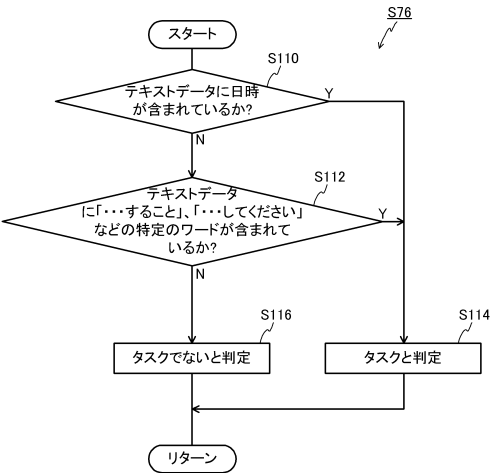 S76
スタート
S110
テキストデータに日時
が含まれているか?
Y
N
S112
テキストデータ
に「・・・すること」、「・・・してください」
などの特定のワードが含まれて
いるか?
Y
N
S116
S114
タスクでないと判定
タスクと判定
リターン